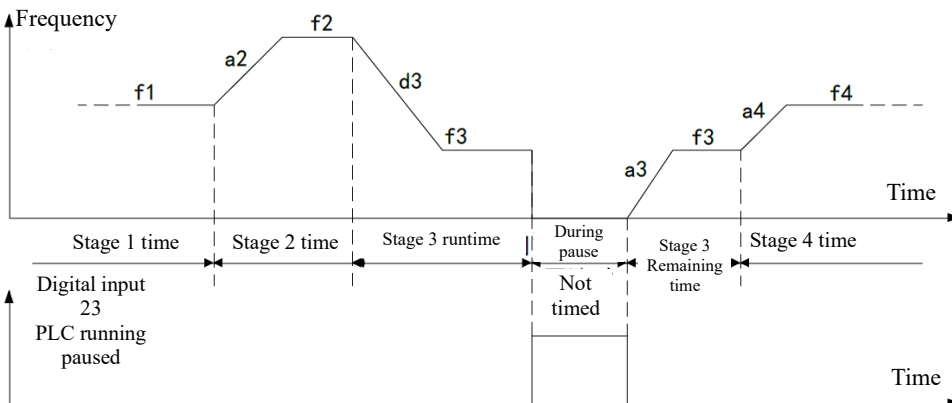 Frequency
f2
a2
d3
f1
f3
a3
f3
a4
f4
Time
Stage 1 time
Stage 2 time
Stage 3 runtime
During
pause
Stage 3
Remaining
time
Stage 4 time
Digital input
23
PLC running
paused
Not
timed
Time